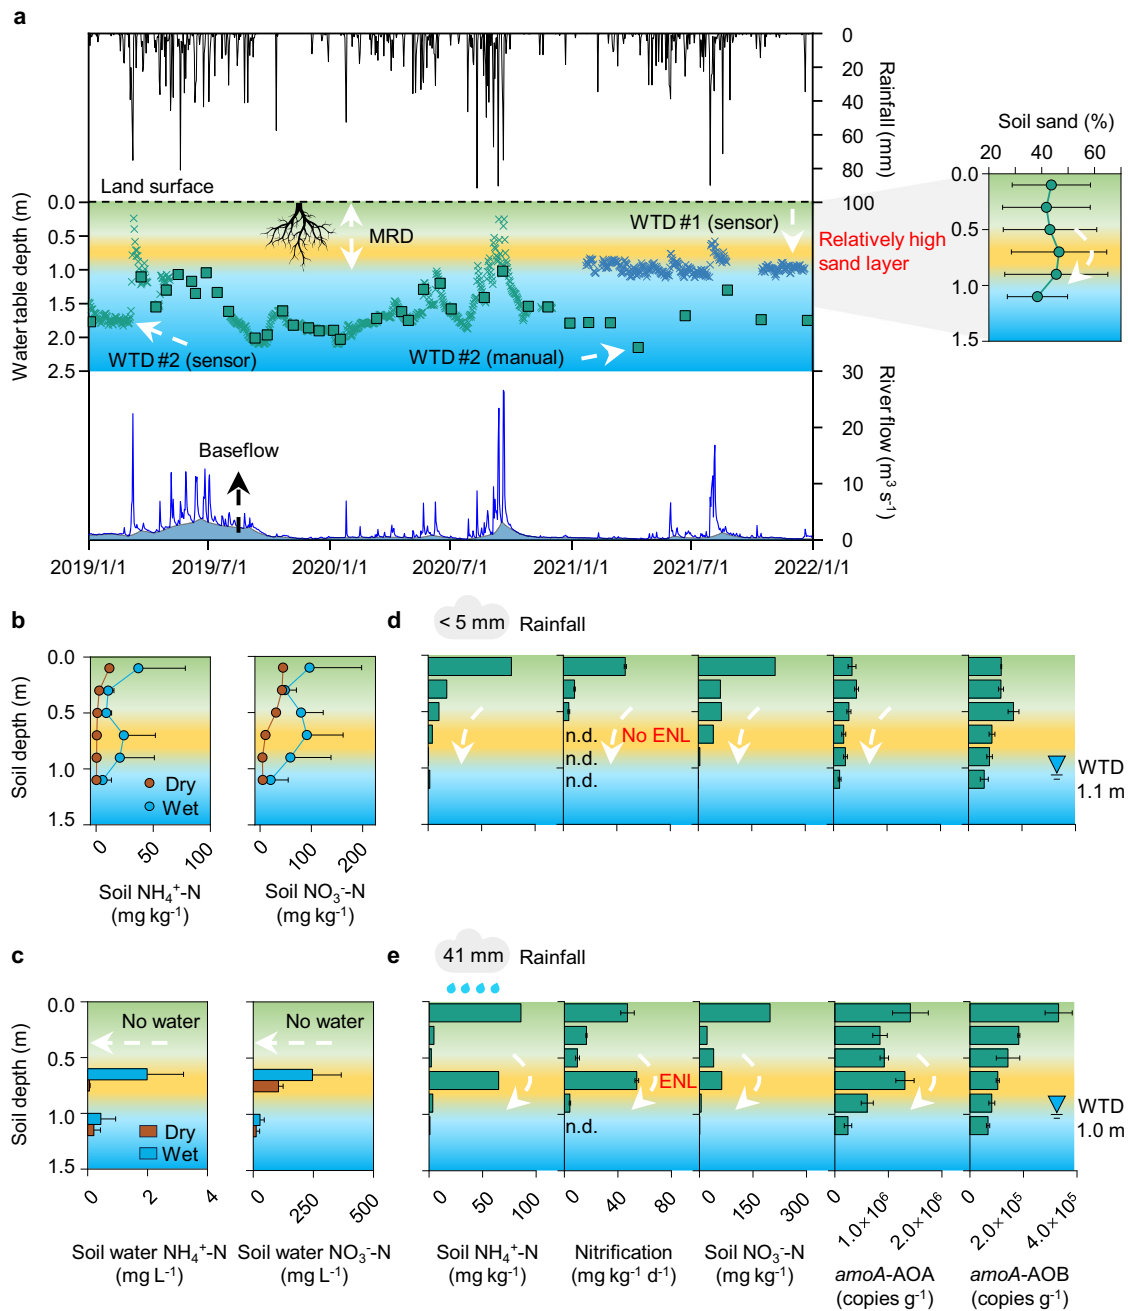 a
0
20
40
60
80
100
Rainfall (mm)
Land surface
0.0
0.5
1.0
1.5
2.0
2.5
Water table depth (m)
MRD
WTD #1 (sensor)
WTD #2 (sensor)
WTD #2 (manual)
Relatively high
sand layer
Soil sand (%)
20 40 60
0.0
0.5
1.0
1.5
30
20
10
0
River flow (m³ s⁻¹)
Baseflow
2019/1/1 2019/7/1 2020/1/1 2020/7/1 2021/1/1 2021/7/1 2022/1/1
b
0.0
0.5
1.0
1.5
Soil depth (m)
Dry
Wet
0 50 100
Soil NH₄⁺-N
(mg kg⁻¹)
0 100 200
Soil NO₃⁻-N
(mg kg⁻¹)
d
< 5 mm Rainfall
n.d.
n.d.
n.d.
No ENL
WTD
1.1 m
c
0.0
0.5
1.0
1.5
Soil depth (m)
No water
No water
Dry
Wet
0 2 4
Soil water NH₄⁺-N
(mg L⁻¹)
0 250 500
Soil water NO₃⁻-N
(mg L⁻¹)
e
41 mm Rainfall
n.d.
ENL
WTD
1.0 m
0 50 100
Soil NH₄⁺-N
(mg kg⁻¹)
0 40 80
Nitrification
(mg kg⁻¹ d⁻¹)
0 150 300
Soil NO₃⁻-N
(mg kg⁻¹)
0 1.0×10⁶ 2.0×10⁶
amoA-AOA
(copies g⁻¹)
0 2.0×10⁵ 4.0×10⁵
amoA-AOB
(copies g⁻¹)